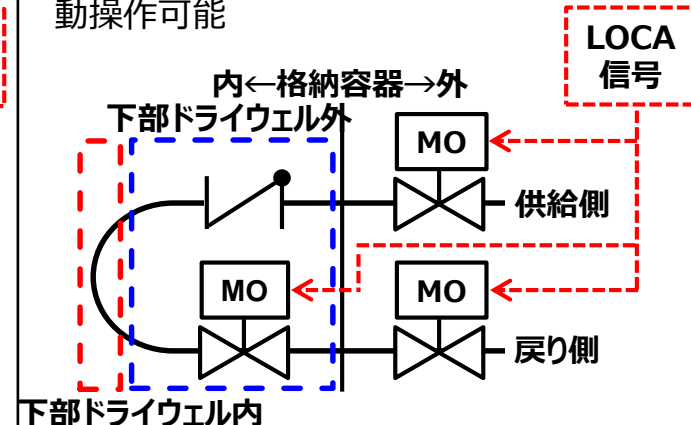 動操作可能
LOCA
信号
内←格納容器→外
下部ドライウェル外
MO
供給側
MO
MO
戻り側
下部ドライウェル内